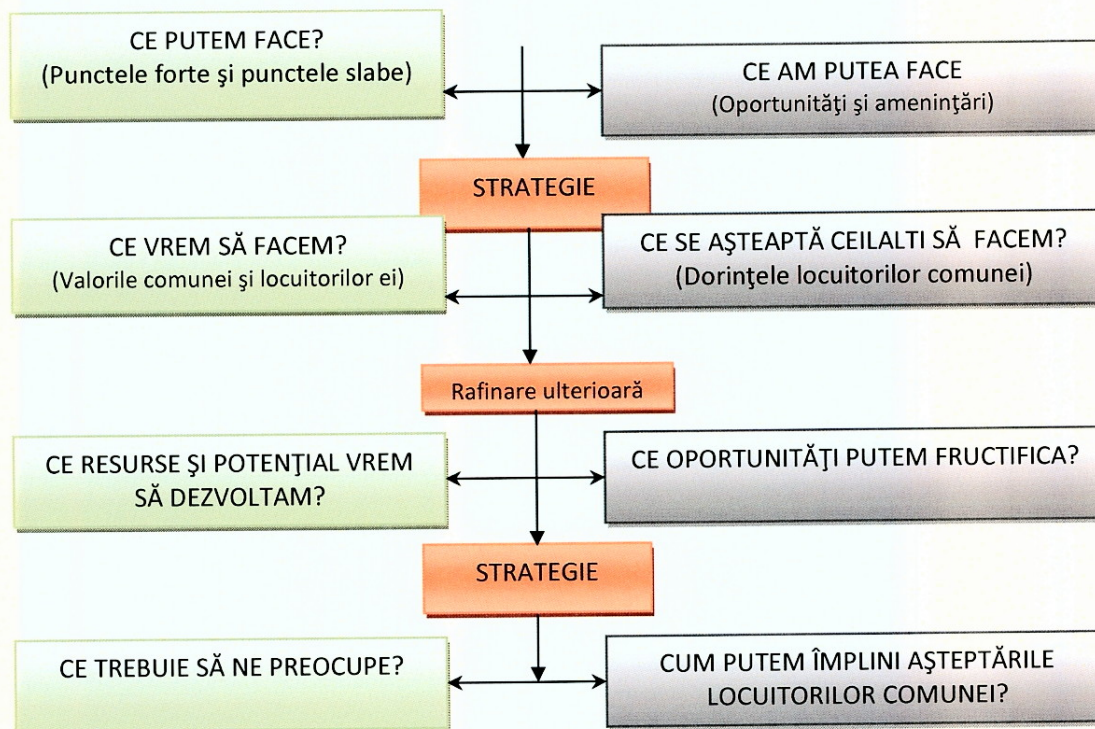 CE PUTEM FACE?
(Punctele forte şi punctele slabe)
CE AM PUTEA FACE
(Oportunităţi şi ameninţări)
STRATEGIE
CE VREM SĂ FACEM?
(Valorile comunei şi locuitorilor ei)
CE SE AŞTEAPTĂ CEILALTI SĂ FACEM?
(Dorinţele locuitorilor comunei)
Rafinare ulterioară
CE RESURSE ŞI POTENŢIAL VREM
SĂ DEZVOLTAM?
CE OPORTUNITĂŢI PUTEM FRUCTIFICA?
STRATEGIE
CE TREBUIE SĂ NE PREOCUPE?
CUM PUTEM ÎMPLINI AŞTEPTĂRILE
LOCUITORILOR COMUNEI?